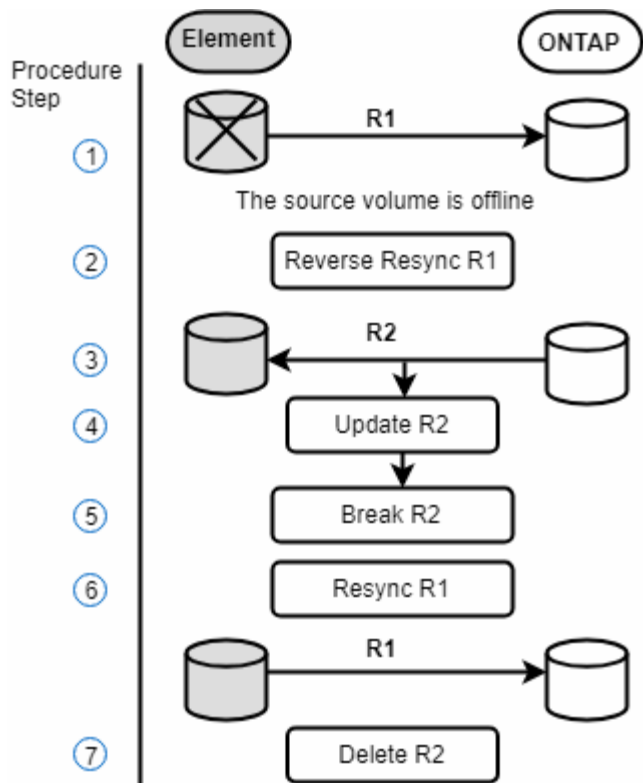 Element
ONTAP
Procedure
Step
R1
1
The source volume is offline
2
Reverse Resync R1
R2
3
4
Update R2
5
Break R2
6
Resync R1
R1
7
Delete R2